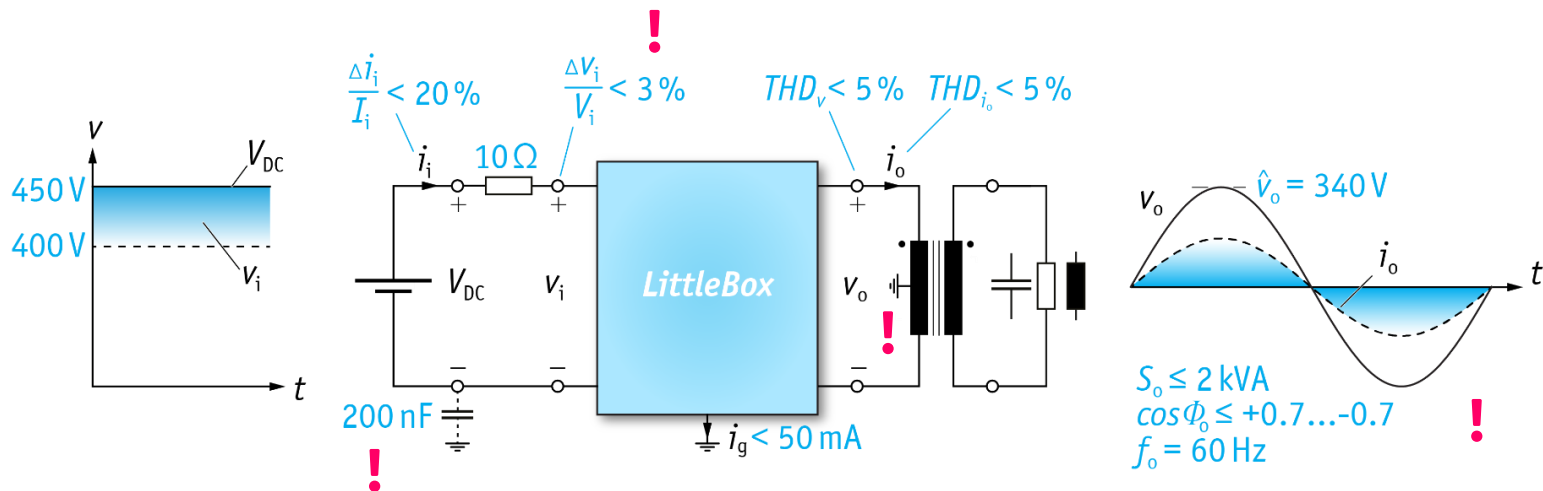 !
Δi_i / I_i < 20 %
Δv_i / V_i < 3 %
THD_v < 5 %
THD_{i_o} < 5 %
v
V_DC
450 V
400 V
v_i
t
i_i
10 Ω
+
+
V_DC
v_i
−
−
200 nF
!
LittleBox
i_g < 50 mA
i_o
+
v_o
−
!
v_o
v̂_o = 340 V
i_o
t
S_o ≤ 2 kVA
cosΦ_o ≤ +0.7...-0.7
f_o = 60 Hz
!